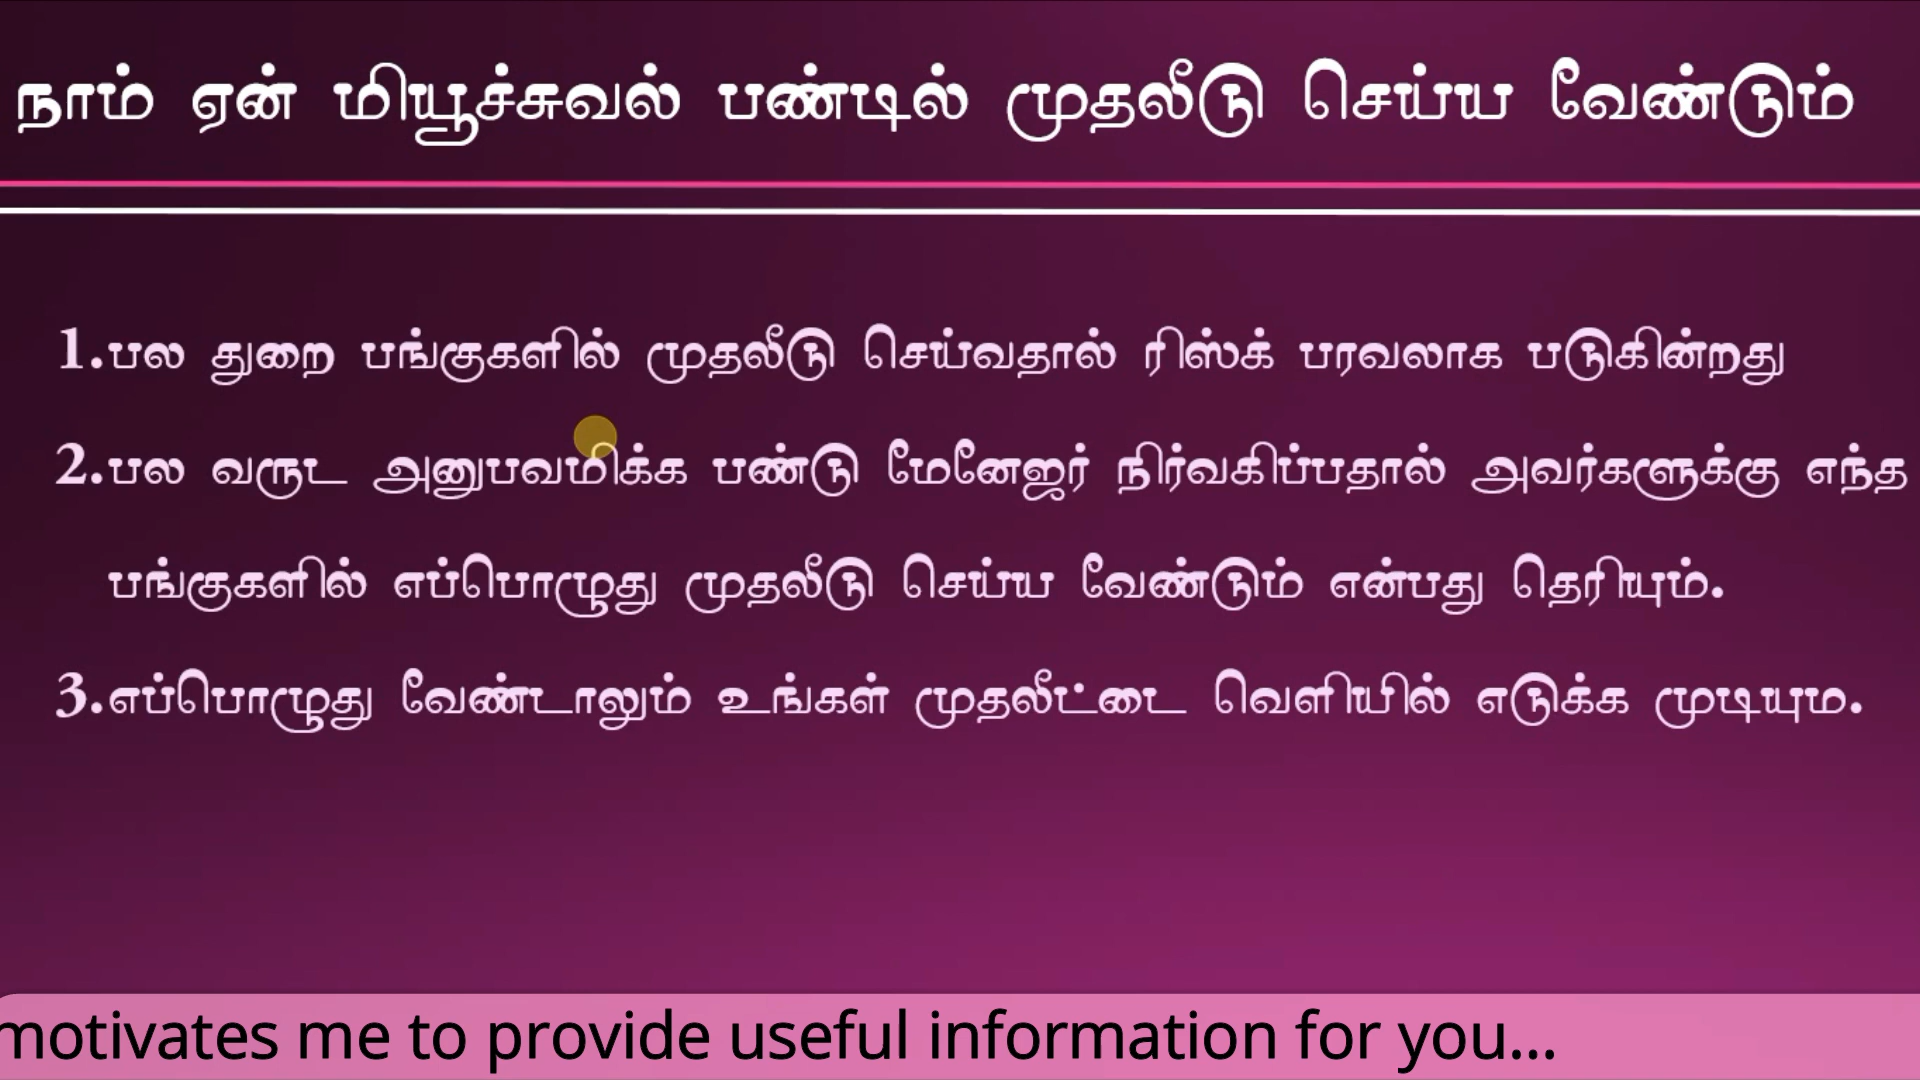 நாம் ஏன் மியூச்சுவல் பண்டில் முதலீடு செய்ய வேண்டும்
1.பல துறை பங்குகளில் முதலீடு செய்வதால் ரிஸ்க் பரவலாக படுகின்றது
2.பல வருட அனுபவமிக்க பண்டு மேனேஜர் நிர்வகிப்பதால் அவர்களுக்கு எந்த
பங்குகளில் எப்பொழுது முதலீடு செய்ய வேண்டும் என்பது தெரியும்.
3.எப்பொழுது வேண்டாலும் உங்கள் முதலீட்டை வெளியில் எடுக்க முடியும.
motivates me to provide useful information for you...